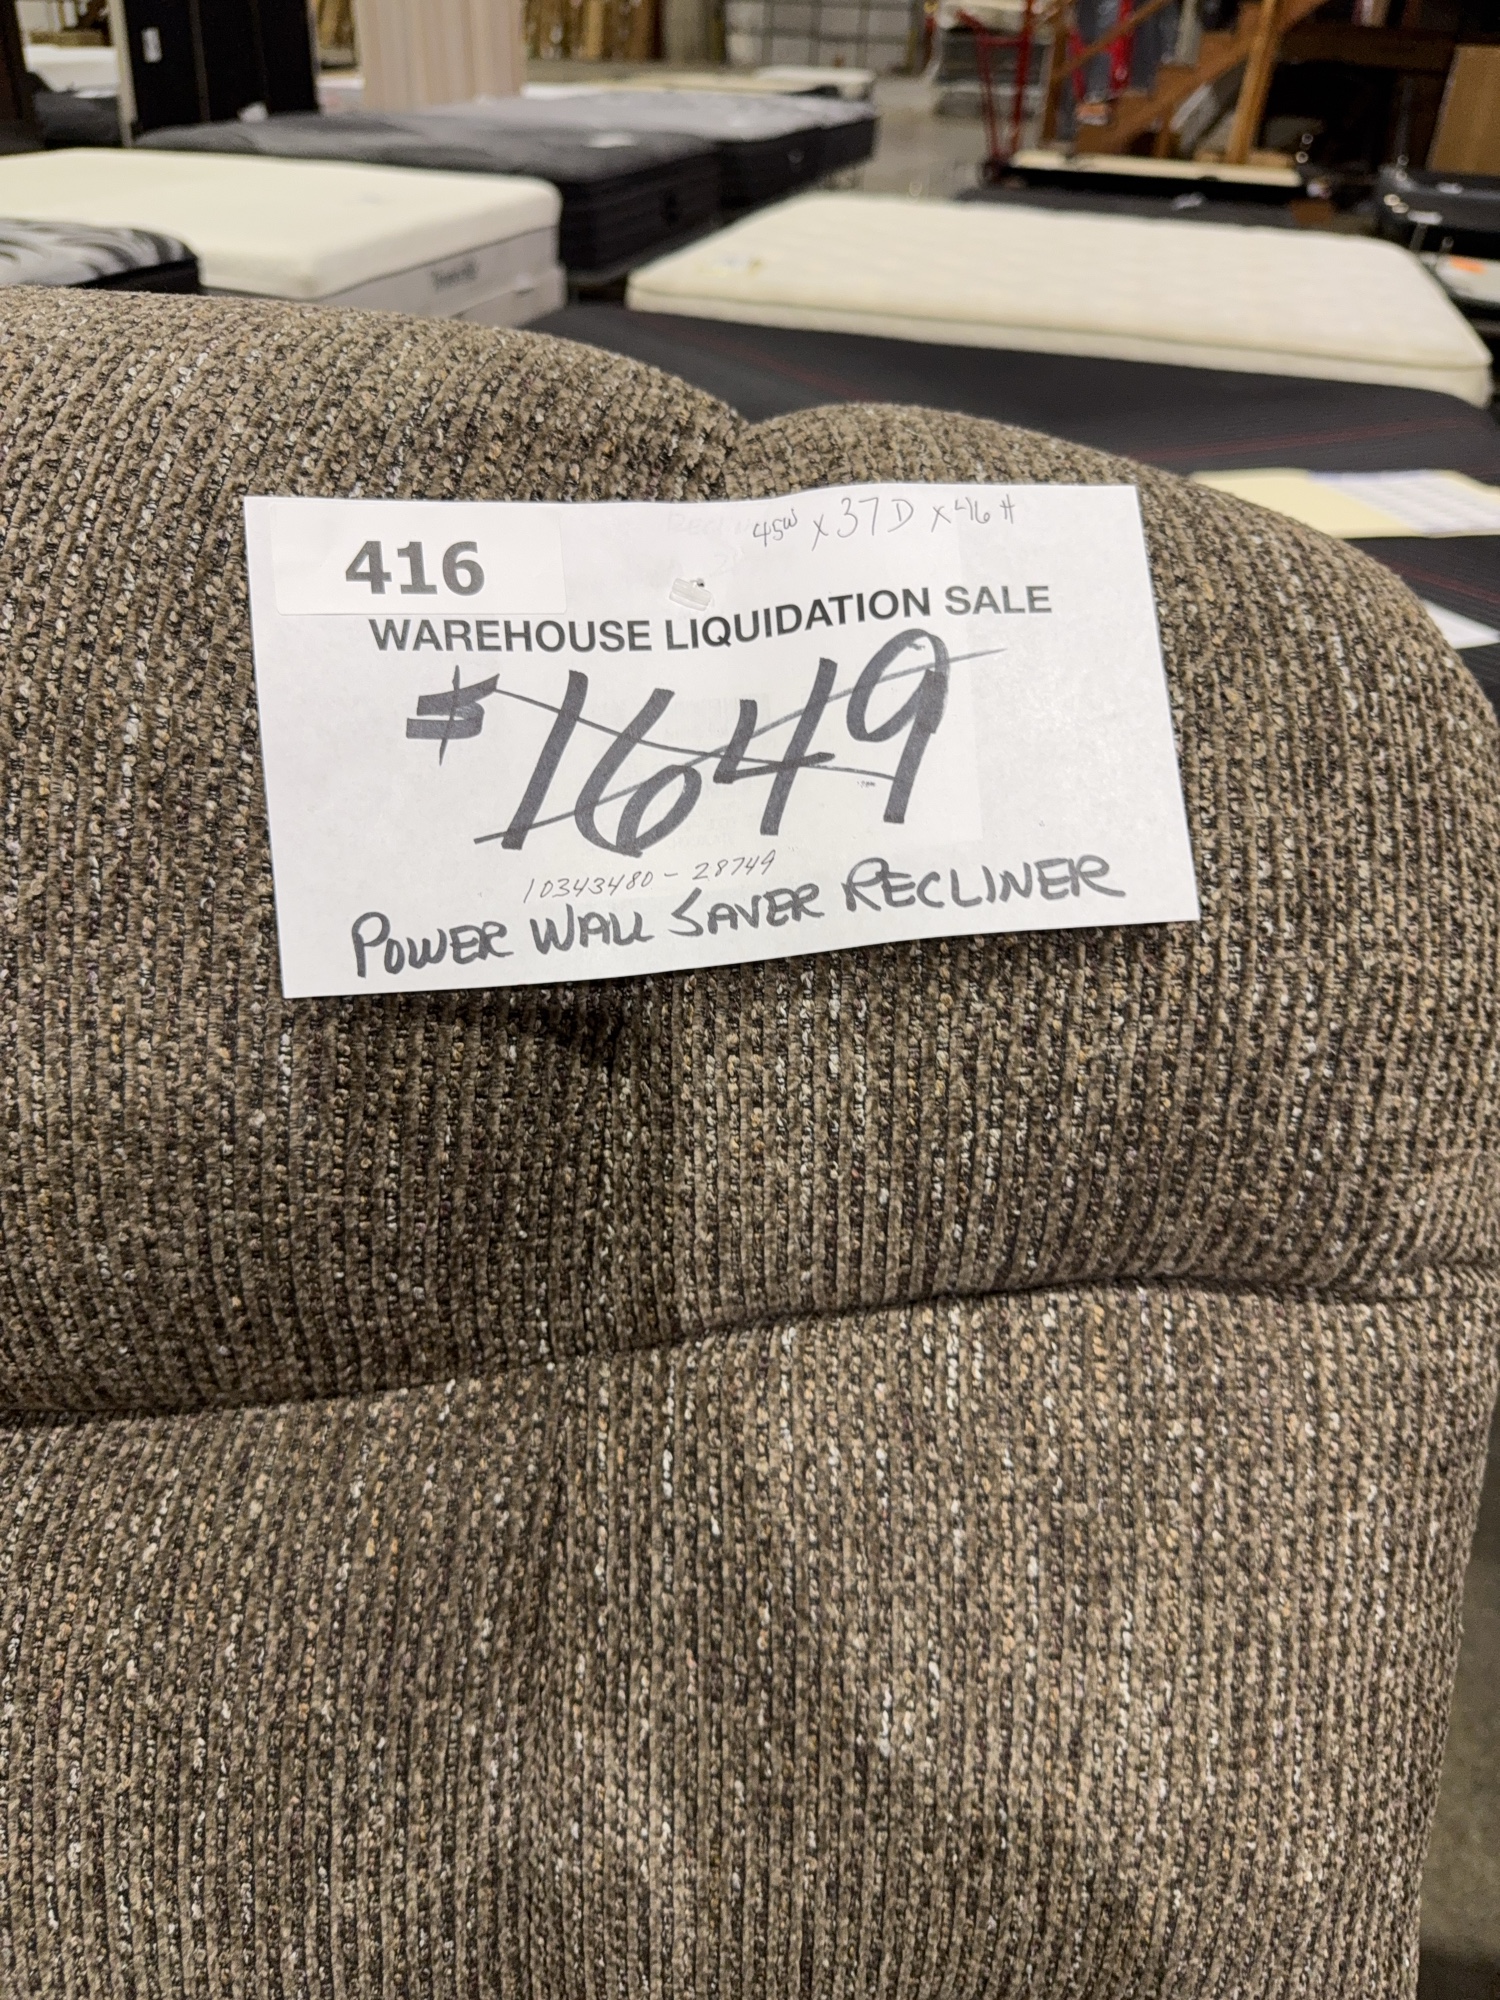 416
45W x 37D x 46H
WAREHOUSE LIQUIDATION SALE
$1649
10343480-28749
POWER WALL SAVER RECLINER